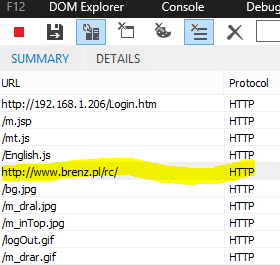 F12 DOM Explorer Console Debug
SUMMARY DETAILS
URL Protocol
http://192.168.1.206/Login.htm HTTP
/m.jsp HTTP
/mt.js HTTP
/English.js HTTP
http://www.brenz.pl/rc/ HTTP
/bg.jpg HTTP
/m_dral.jpg HTTP
/m_inTop.jpg HTTP
/logOut.gif HTTP
/m_drar.gif HTTP